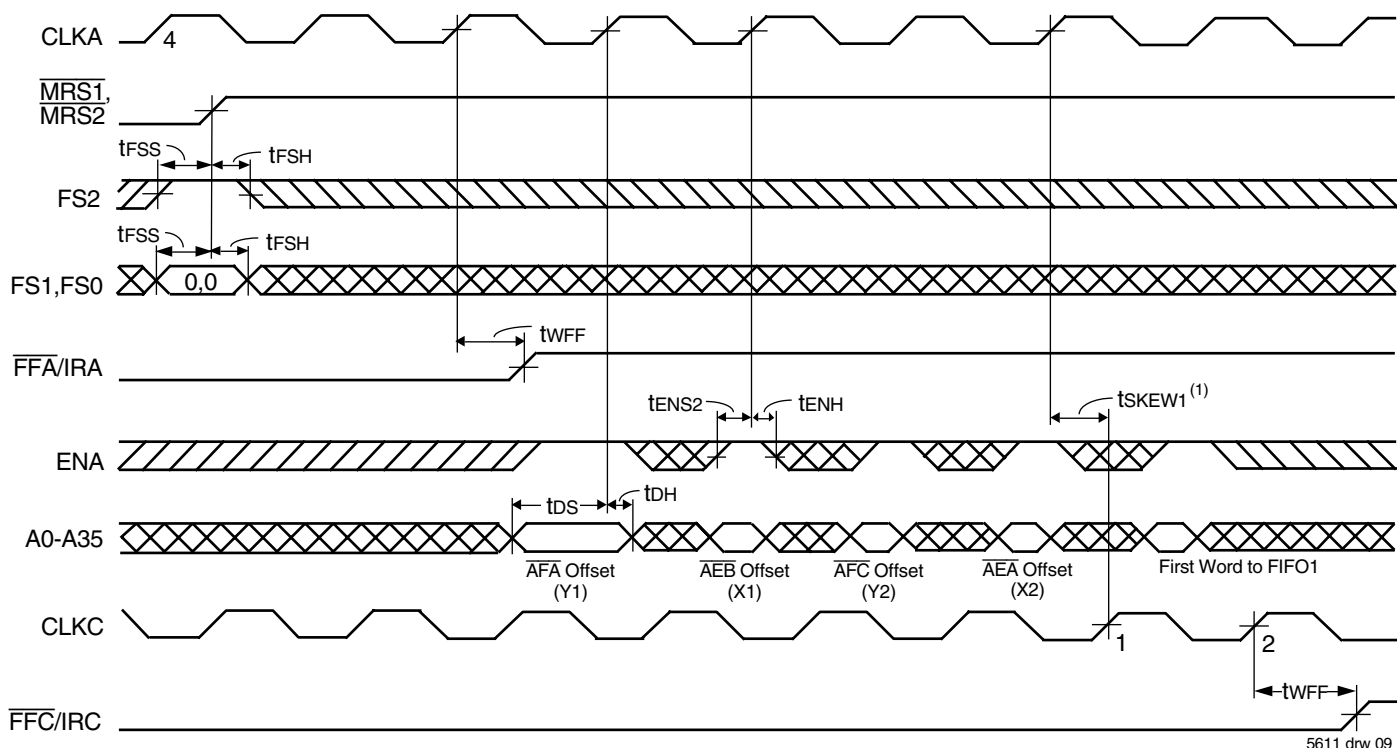 CLKA
4
MRS1,
MRS2
tFSS
tFSH
FS2
tFSS
tFSH
FS1,FS0
0,0
tWFF
FFA/IRA
tENS2
tENH
tSKEW1 (1)
ENA
tDS
tDH
A0-A35
AFA Offset
(Y1)
AEB Offset
(X1)
AFC Offset
(Y2)
AEA Offset
(X2)
First Word to FIFO1
CLKC
1
2
tWFF
FFC/IRC
5611 drw 09